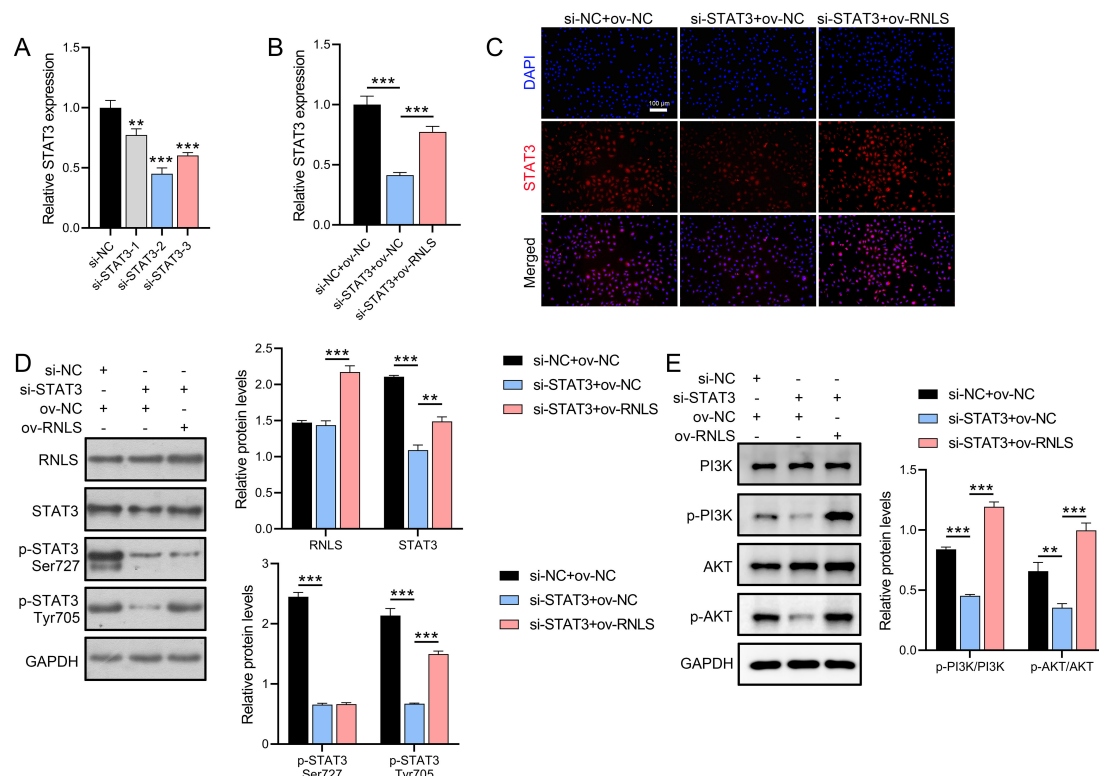 A
Relative STAT3 expression
1.5
1.0
0.5
0.0
**
***
***
si-NC
si-STAT3-1
si-STAT3-2
si-STAT3-3
B
Relative STAT3 expression
1.5
1.0
0.5
0.0
***
***
si-NC+ov-NC
si-STAT3+ov-NC
si-STAT3+ov-RNLS
C
si-NC+ov-NC si-STAT3+ov-NC si-STAT3+ov-RNLS
DAPI
100 μm
STAT3
Merged
D
si-NC + - -
si-STAT3 - + +
ov-NC + + -
ov-RNLS - - +
RNLS
STAT3
p-STAT3
Ser727
p-STAT3
Tyr705
GAPDH
Relative protein levels
2.5
2.0
1.5
1.0
0.5
0.0
***
***
**
RNLS STAT3
si-NC+ov-NC
si-STAT3+ov-NC
si-STAT3+ov-RNLS
Relative protein levels
3
2
1
0
***
***
***
p-STAT3
Ser727
p-STAT3
Tyr705
si-NC+ov-NC
si-STAT3+ov-NC
si-STAT3+ov-RNLS
E
si-NC + - -
si-STAT3 - + +
ov-NC + + -
ov-RNLS - - +
PI3K
p-PI3K
AKT
p-AKT
GAPDH
si-NC+ov-NC
si-STAT3+ov-NC
si-STAT3+ov-RNLS
Relative protein levels
1.5
1.0
0.5
0.0
***
***
**
***
p-PI3K/PI3K p-AKT/AKT